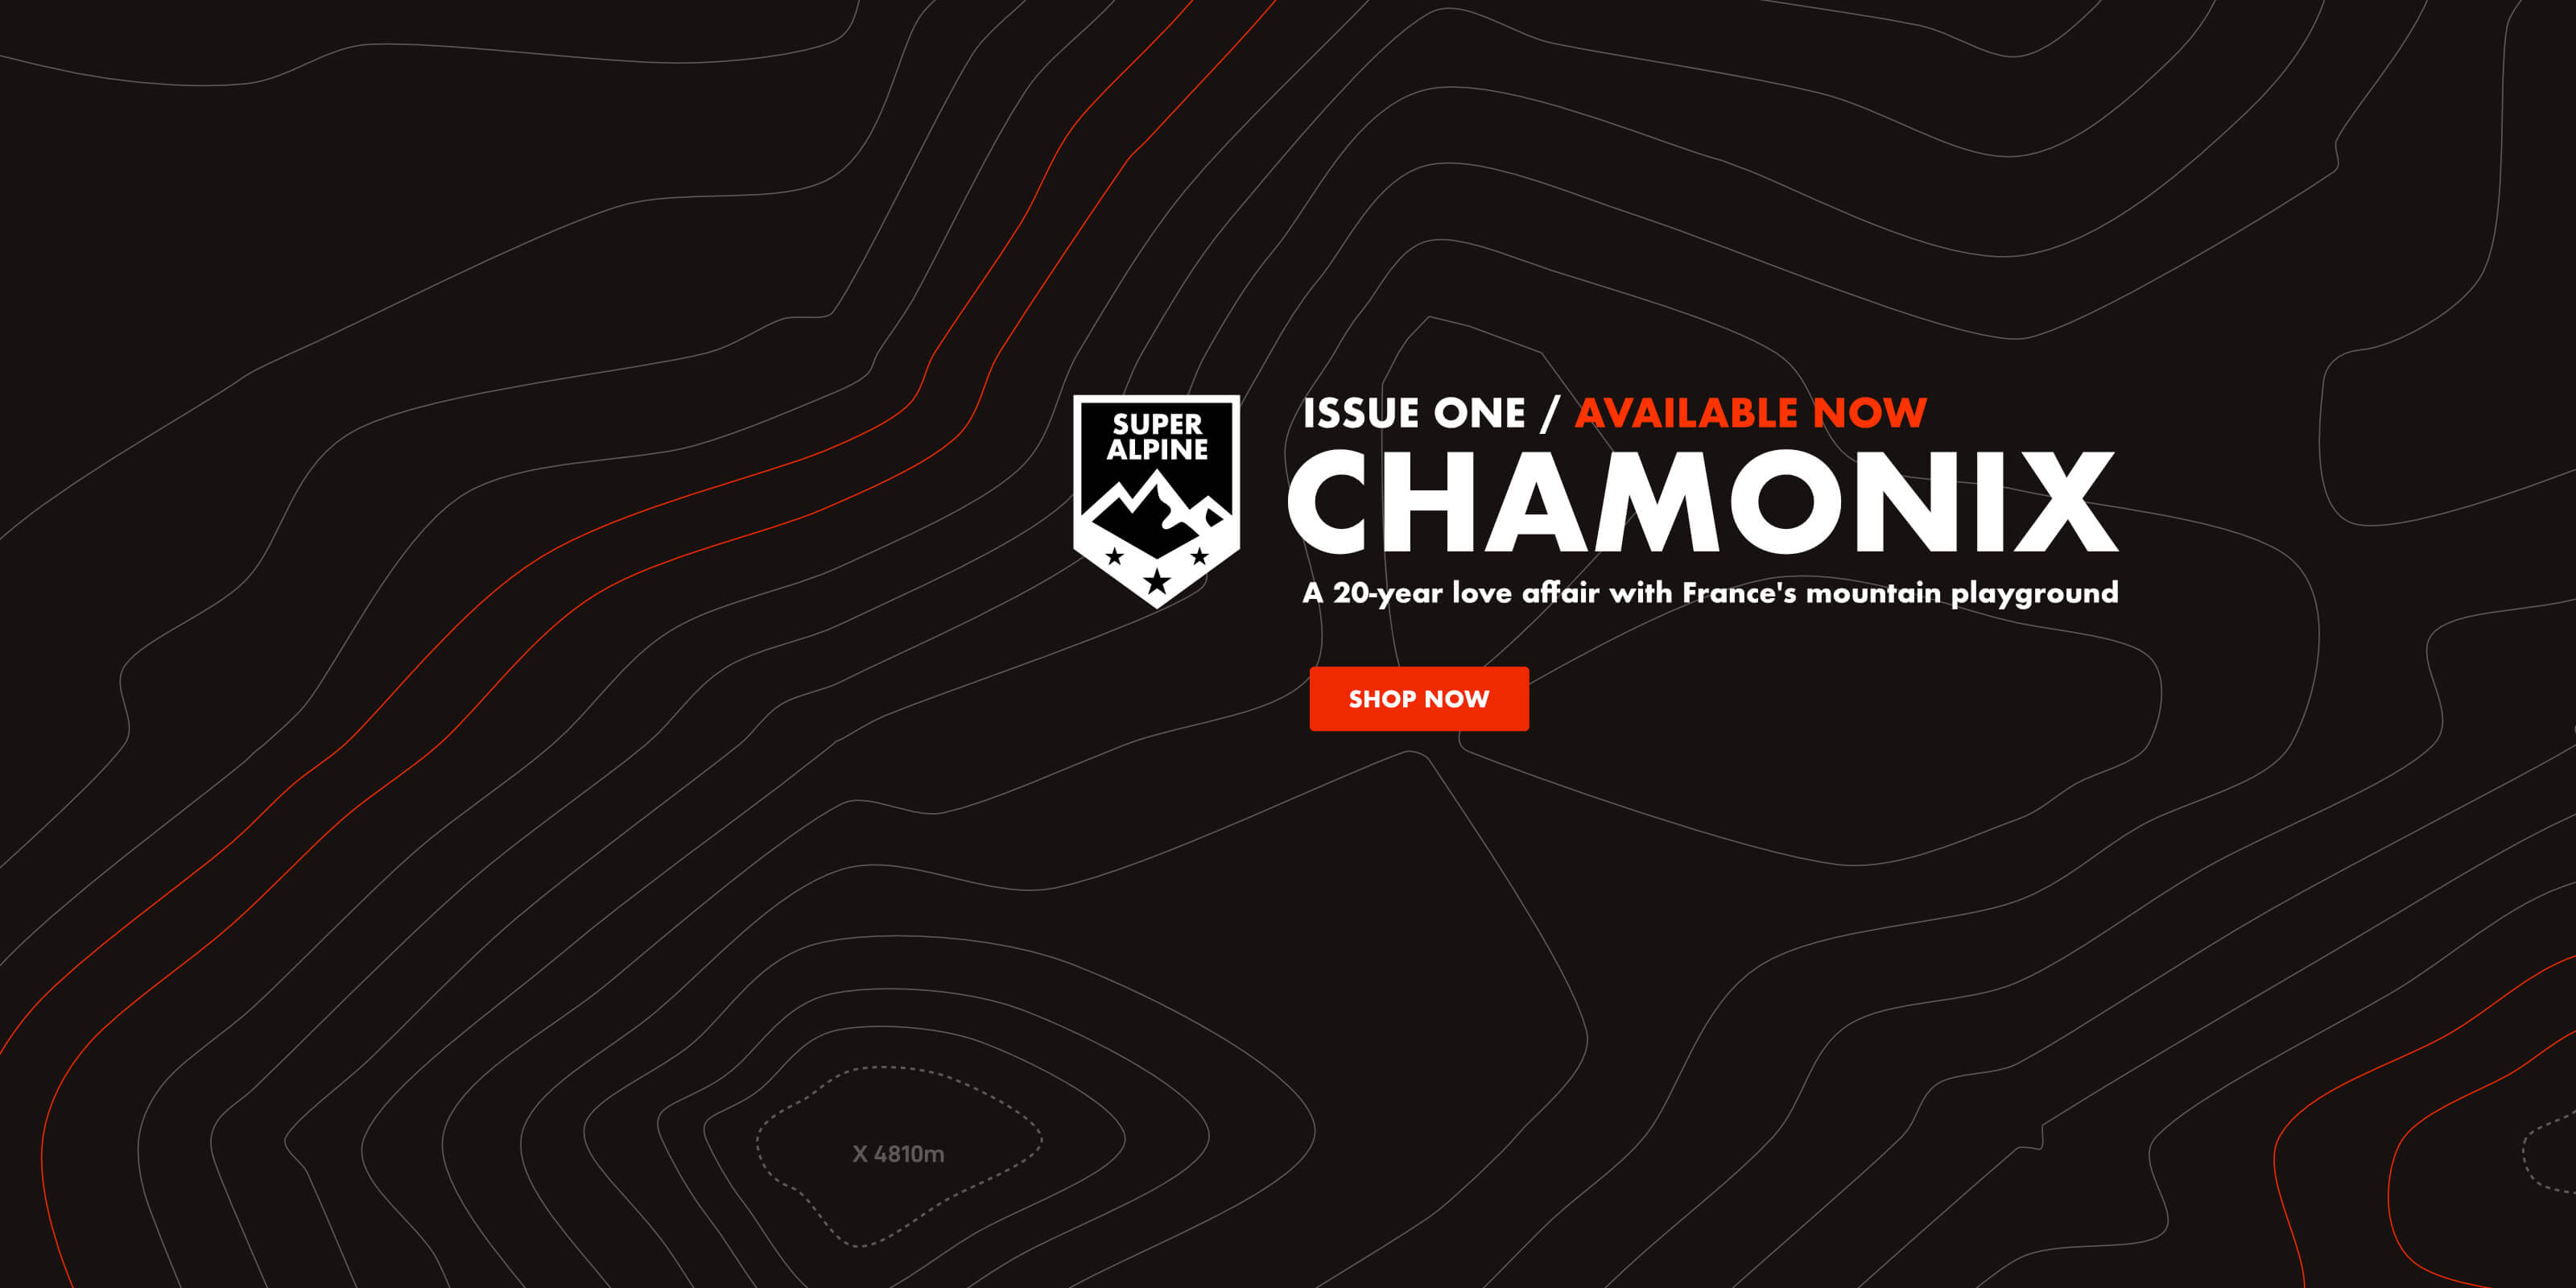 SUPER
ALPINE
ISSUE ONE / AVAILABLE NOW
CHAMONIX
A 20-year love affair with France's mountain playground
SHOP NOW
X 4810m